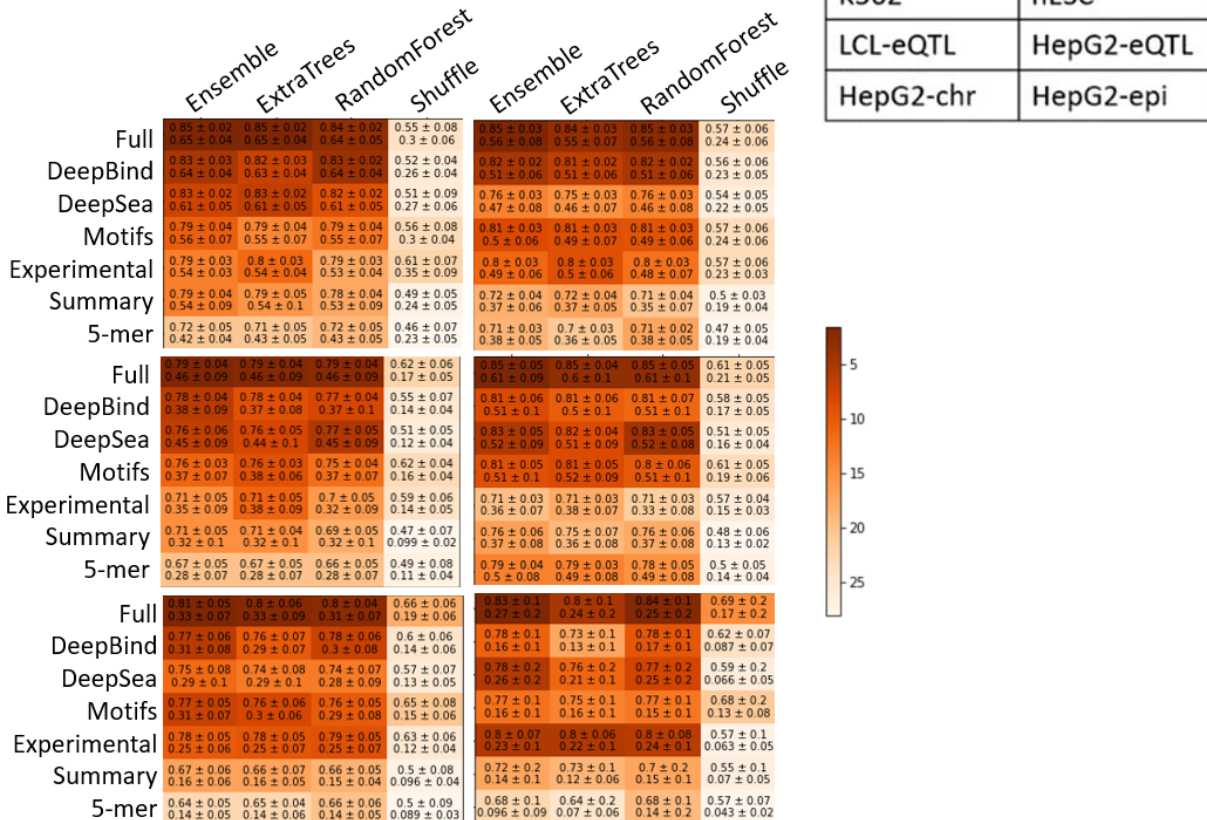 LCL-eQTL HepG2-eQTL
HepG2-chr HepG2-epi
Ensemble ExtraTrees RandomForest Shuffle Ensemble ExtraTrees RandomForest Shuffle
Full
0.85 ± 0.02 0.85 ± 0.02 0.84 ± 0.02 0.55 ± 0.08 0.85 ± 0.03 0.84 ± 0.03 0.85 ± 0.03 0.57 ± 0.06
0.65 ± 0.04 0.65 ± 0.04 0.64 ± 0.05 0.3 ± 0.06 0.56 ± 0.08 0.55 ± 0.07 0.56 ± 0.08 0.24 ± 0.06
DeepBind
0.83 ± 0.03 0.82 ± 0.03 0.83 ± 0.02 0.52 ± 0.04 0.82 ± 0.02 0.81 ± 0.02 0.82 ± 0.02 0.56 ± 0.06
0.64 ± 0.04 0.63 ± 0.04 0.64 ± 0.04 0.26 ± 0.04 0.51 ± 0.06 0.51 ± 0.06 0.51 ± 0.06 0.23 ± 0.05
DeepSea
0.83 ± 0.02 0.83 ± 0.02 0.82 ± 0.02 0.51 ± 0.09 0.76 ± 0.03 0.75 ± 0.03 0.76 ± 0.03 0.54 ± 0.05
0.61 ± 0.05 0.61 ± 0.05 0.61 ± 0.05 0.27 ± 0.06 0.47 ± 0.08 0.46 ± 0.07 0.46 ± 0.08 0.22 ± 0.05
Motifs
0.79 ± 0.04 0.79 ± 0.04 0.79 ± 0.04 0.56 ± 0.08 0.81 ± 0.03 0.81 ± 0.03 0.81 ± 0.03 0.57 ± 0.06
0.56 ± 0.07 0.55 ± 0.07 0.55 ± 0.07 0.3 ± 0.04 0.5 ± 0.06 0.49 ± 0.07 0.49 ± 0.06 0.24 ± 0.06
Experimental
0.79 ± 0.03 0.8 ± 0.03 0.79 ± 0.03 0.61 ± 0.07 0.8 ± 0.03 0.8 ± 0.03 0.8 ± 0.03 0.57 ± 0.06
0.54 ± 0.03 0.54 ± 0.04 0.53 ± 0.04 0.35 ± 0.09 0.49 ± 0.06 0.5 ± 0.06 0.48 ± 0.07 0.23 ± 0.03
Summary
0.79 ± 0.04 0.79 ± 0.05 0.78 ± 0.04 0.49 ± 0.05 0.72 ± 0.04 0.72 ± 0.04 0.71 ± 0.04 0.5 ± 0.03
0.54 ± 0.09 0.54 ± 0.1 0.53 ± 0.09 0.24 ± 0.05 0.37 ± 0.06 0.37 ± 0.05 0.35 ± 0.07 0.19 ± 0.04
5-mer
0.72 ± 0.05 0.71 ± 0.05 0.72 ± 0.05 0.46 ± 0.07 0.71 ± 0.03 0.7 ± 0.03 0.71 ± 0.02 0.47 ± 0.05
0.42 ± 0.04 0.43 ± 0.05 0.43 ± 0.05 0.23 ± 0.05 0.38 ± 0.05 0.36 ± 0.05 0.38 ± 0.05 0.19 ± 0.04
Full
0.79 ± 0.04 0.79 ± 0.04 0.79 ± 0.04 0.62 ± 0.06 0.85 ± 0.05 0.85 ± 0.04 0.85 ± 0.05 0.61 ± 0.05
0.46 ± 0.09 0.46 ± 0.09 0.46 ± 0.09 0.17 ± 0.05 0.61 ± 0.09 0.6 ± 0.1 0.61 ± 0.1 0.21 ± 0.05
DeepBind
0.78 ± 0.04 0.78 ± 0.04 0.77 ± 0.04 0.55 ± 0.07 0.81 ± 0.06 0.81 ± 0.06 0.81 ± 0.07 0.58 ± 0.05
0.38 ± 0.09 0.37 ± 0.08 0.37 ± 0.1 0.14 ± 0.04 0.51 ± 0.1 0.5 ± 0.1 0.51 ± 0.1 0.17 ± 0.05
DeepSea
0.76 ± 0.06 0.76 ± 0.05 0.77 ± 0.05 0.51 ± 0.05 0.83 ± 0.05 0.82 ± 0.04 0.83 ± 0.05 0.51 ± 0.05
0.45 ± 0.09 0.44 ± 0.1 0.45 ± 0.09 0.12 ± 0.04 0.52 ± 0.09 0.51 ± 0.09 0.52 ± 0.08 0.16 ± 0.04
Motifs
0.76 ± 0.03 0.76 ± 0.03 0.75 ± 0.04 0.62 ± 0.04 0.81 ± 0.05 0.81 ± 0.05 0.8 ± 0.06 0.61 ± 0.05
0.37 ± 0.07 0.38 ± 0.06 0.37 ± 0.07 0.16 ± 0.04 0.51 ± 0.1 0.52 ± 0.09 0.51 ± 0.1 0.19 ± 0.06
Experimental
0.71 ± 0.05 0.71 ± 0.05 0.7 ± 0.05 0.59 ± 0.06 0.71 ± 0.03 0.71 ± 0.03 0.71 ± 0.03 0.57 ± 0.04
0.35 ± 0.09 0.38 ± 0.09 0.32 ± 0.09 0.14 ± 0.05 0.36 ± 0.07 0.38 ± 0.07 0.33 ± 0.08 0.15 ± 0.03
Summary
0.71 ± 0.05 0.71 ± 0.04 0.69 ± 0.05 0.47 ± 0.07 0.76 ± 0.06 0.75 ± 0.07 0.76 ± 0.06 0.48 ± 0.06
0.32 ± 0.1 0.32 ± 0.1 0.32 ± 0.1 0.099 ± 0.02 0.37 ± 0.08 0.36 ± 0.08 0.37 ± 0.08 0.13 ± 0.02
5-mer
0.67 ± 0.05 0.67 ± 0.05 0.66 ± 0.05 0.49 ± 0.08 0.79 ± 0.04 0.79 ± 0.03 0.78 ± 0.05 0.5 ± 0.05
0.28 ± 0.07 0.28 ± 0.07 0.28 ± 0.07 0.11 ± 0.04 0.5 ± 0.08 0.49 ± 0.08 0.49 ± 0.08 0.14 ± 0.04
Full
0.81 ± 0.05 0.8 ± 0.06 0.8 ± 0.04 0.66 ± 0.06 0.83 ± 0.1 0.8 ± 0.1 0.84 ± 0.1 0.69 ± 0.2
0.33 ± 0.07 0.33 ± 0.09 0.31 ± 0.07 0.19 ± 0.06 0.27 ± 0.2 0.24 ± 0.2 0.25 ± 0.2 0.17 ± 0.2
DeepBind
0.77 ± 0.06 0.76 ± 0.07 0.78 ± 0.06 0.6 ± 0.06 0.78 ± 0.1 0.73 ± 0.1 0.78 ± 0.1 0.62 ± 0.07
0.31 ± 0.08 0.29 ± 0.07 0.3 ± 0.08 0.14 ± 0.06 0.16 ± 0.1 0.13 ± 0.1 0.17 ± 0.1 0.087 ± 0.07
DeepSea
0.75 ± 0.08 0.74 ± 0.08 0.74 ± 0.07 0.57 ± 0.07 0.78 ± 0.2 0.76 ± 0.2 0.77 ± 0.2 0.59 ± 0.2
0.29 ± 0.1 0.29 ± 0.1 0.28 ± 0.09 0.13 ± 0.05 0.26 ± 0.2 0.21 ± 0.1 0.25 ± 0.2 0.066 ± 0.05
Motifs
0.77 ± 0.05 0.76 ± 0.06 0.76 ± 0.05 0.65 ± 0.08 0.77 ± 0.1 0.75 ± 0.1 0.77 ± 0.1 0.68 ± 0.2
0.31 ± 0.07 0.3 ± 0.06 0.29 ± 0.08 0.15 ± 0.06 0.16 ± 0.1 0.16 ± 0.1 0.15 ± 0.1 0.13 ± 0.08
Experimental
0.78 ± 0.05 0.78 ± 0.05 0.79 ± 0.05 0.63 ± 0.06 0.8 ± 0.07 0.8 ± 0.06 0.8 ± 0.08 0.57 ± 0.1
0.25 ± 0.06 0.25 ± 0.07 0.25 ± 0.07 0.12 ± 0.04 0.23 ± 0.1 0.22 ± 0.1 0.24 ± 0.1 0.063 ± 0.05
Summary
0.67 ± 0.06 0.66 ± 0.07 0.66 ± 0.05 0.5 ± 0.08 0.72 ± 0.2 0.73 ± 0.1 0.7 ± 0.2 0.55 ± 0.1
0.16 ± 0.06 0.16 ± 0.05 0.15 ± 0.04 0.096 ± 0.04 0.14 ± 0.1 0.12 ± 0.06 0.15 ± 0.1 0.07 ± 0.05
5-mer
0.64 ± 0.05 0.65 ± 0.04 0.66 ± 0.06 0.5 ± 0.09 0.68 ± 0.1 0.64 ± 0.2 0.68 ± 0.1 0.57 ± 0.07
0.14 ± 0.05 0.14 ± 0.06 0.14 ± 0.05 0.089 ± 0.03 0.096 ± 0.09 0.07 ± 0.06 0.14 ± 0.2 0.043 ± 0.02
5
10
15
20
25